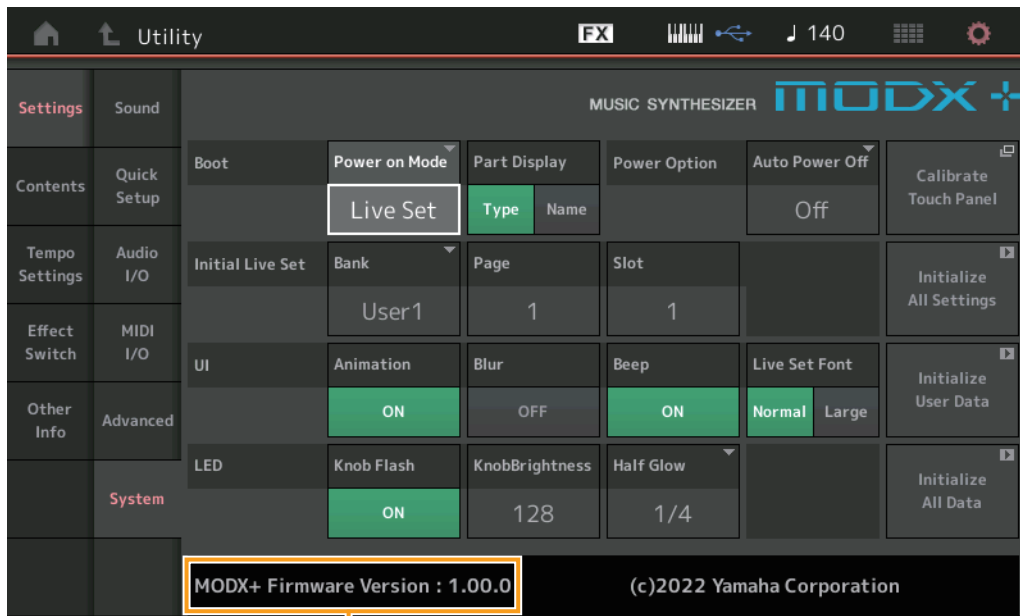 Utility
FX
140
Settings
Sound
MUSIC SYNTHESIZER MODX+
Contents
Quick
Setup
Boot
Power on Mode
Live Set
Part Display
Type
Name
Power Option
Auto Power Off
Off
Calibrate
Touch Panel
Tempo
Settings
Audio
I/O
Initial Live Set
Bank
User1
Page
1
Slot
1
Initialize
All Settings
Effect
Switch
MIDI
I/O
UI
Animation
ON
Blur
OFF
Beep
ON
Live Set Font
Normal
Large
Initialize
User Data
Other
Info
Advanced
LED
Knob Flash
ON
KnobBrightness
128
Half Glow
1/4
Initialize
All Data
System
MODX+ Firmware Version : 1.00.0
(c)2022 Yamaha Corporation